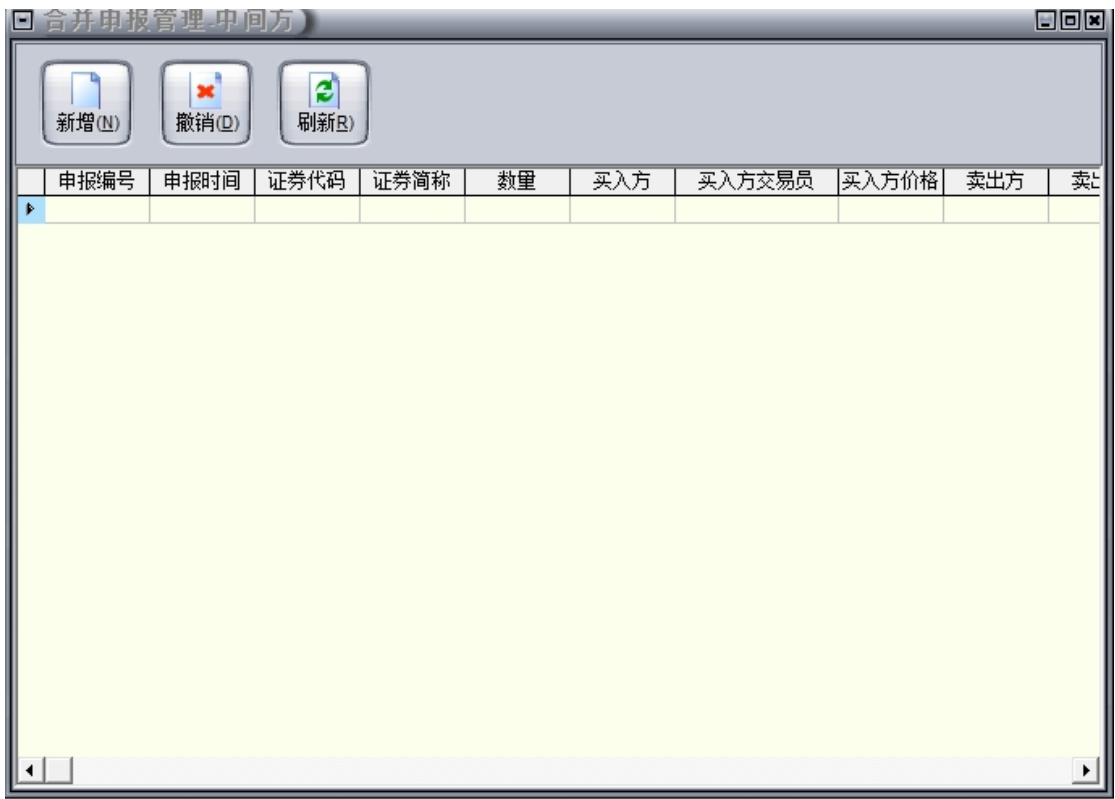 合并申报管理-中间方
新增(N) 撤销(D) 刷新R)
申报编号 申报时间 证券代码 证券简称 数量 买入方 买入方交易员 买入方价格 卖出方 卖